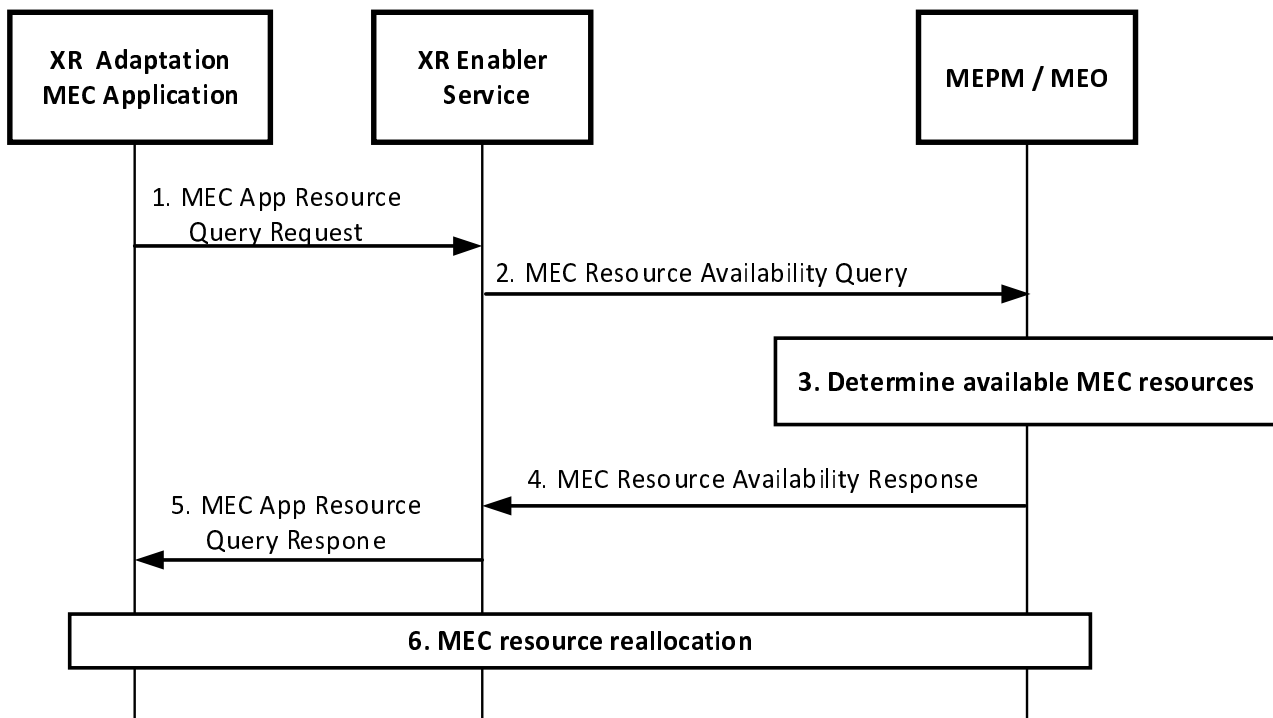 XR Adaptation
MEC Application
XR Enabler
Service
MEPM / MEO
1. MEC App Resource
Query Request
2. MEC Resource Availability Query
3. Determine available MEC resources
4. MEC Resource Availability Response
5. MEC App Resource
Query Respone
6. MEC resource reallocation